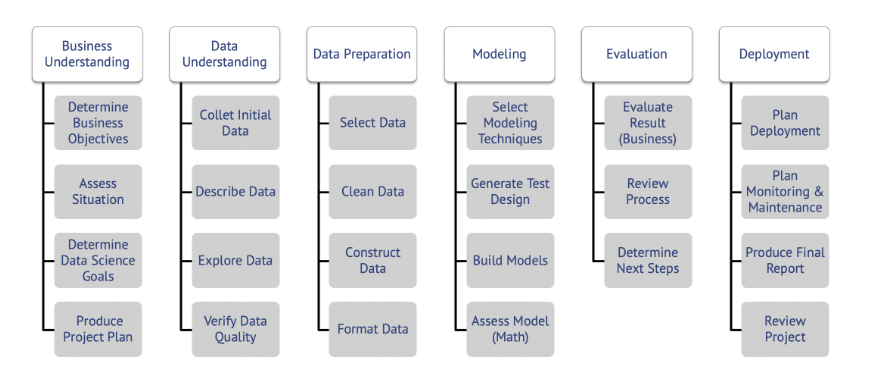 Business
Understanding
Determine
Business
Objectives
Assess
Situation
Determine
Data Science
Goals
Produce
Project Plan
Data
Understanding
Collet Initial
Data
Describe Data
Explore Data
Verify Data
Quality
Data Preparation
Select Data
Clean Data
Construct
Data
Format Data
Modeling
Select
Modeling
Techniques
Generate Test
Design
Build Models
Assess Model
(Math)
Evaluation
Evaluate
Result
(Business)
Review
Process
Determine
Next Steps
Deployment
Plan
Deployment
Plan
Monitoring &
Maintenance
Produce Final
Report
Review
Project